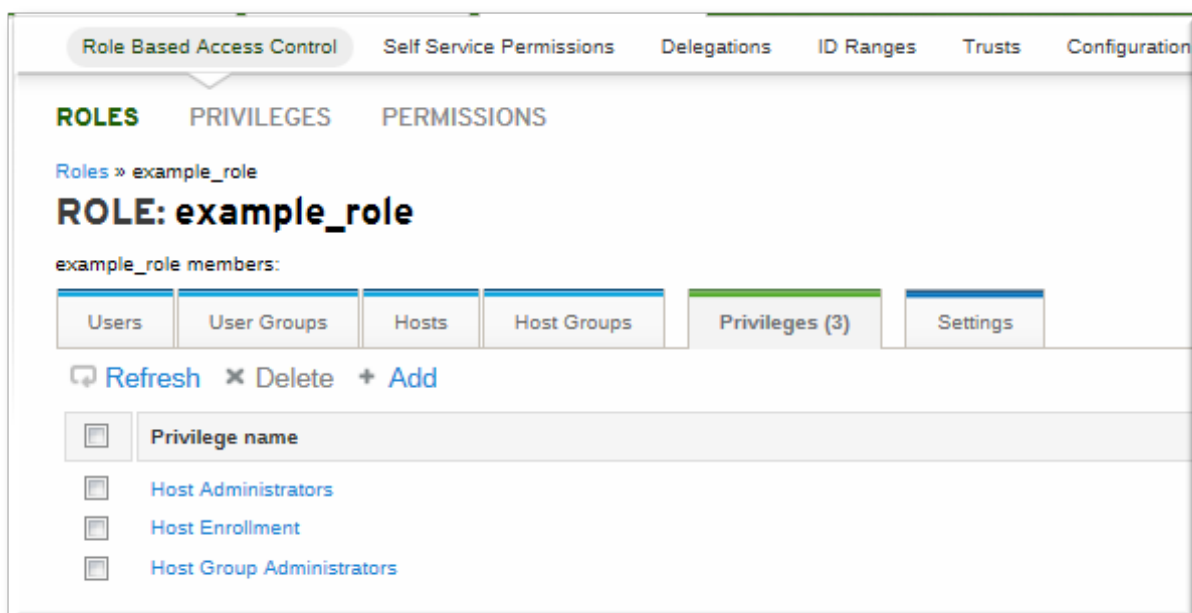 Role Based Access Control Self Service Permissions Delegations ID Ranges Trusts Configuration
ROLES PRIVILEGES PERMISSIONS
Roles » example_role
ROLE: example_role
example_role members:
Users User Groups Hosts Host Groups Privileges (3) Settings
Refresh Delete Add
Privilege name
Host Administrators
Host Enrollment
Host Group Administrators